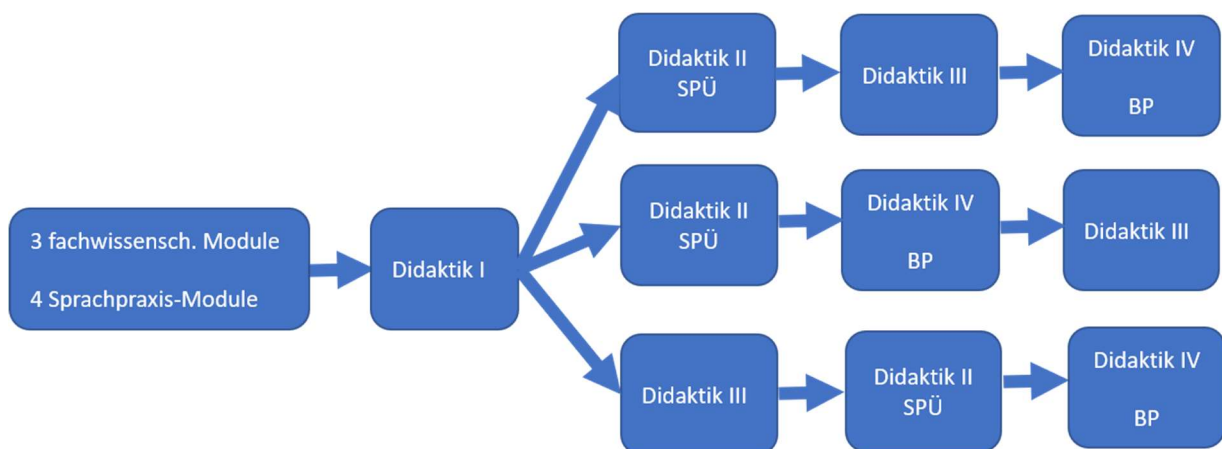 3 fachwissensch. Module
4 Sprachpraxis-Module
Didaktik I
Didaktik II
SPÜ
Didaktik III
Didaktik IV
BP
Didaktik II
SPÜ
Didaktik IV
BP
Didaktik III
Didaktik III
Didaktik II
SPÜ
Didaktik IV
BP